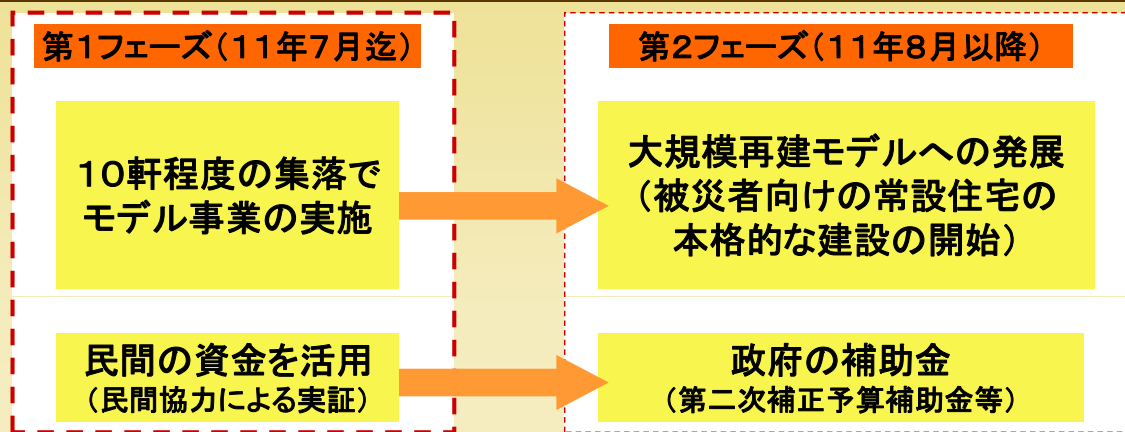 第1フェーズ(11年7月迄)
10軒程度の集落で
モデル事業の実施
民間の資金を活用
(民間協力による実証)
第2フェーズ(11年8月以降)
大規模再建モデルへの発展
(被災者向けの常設住宅の
本格的な建設の開始)
政府の補助金
(第二次補正予算補助金等)